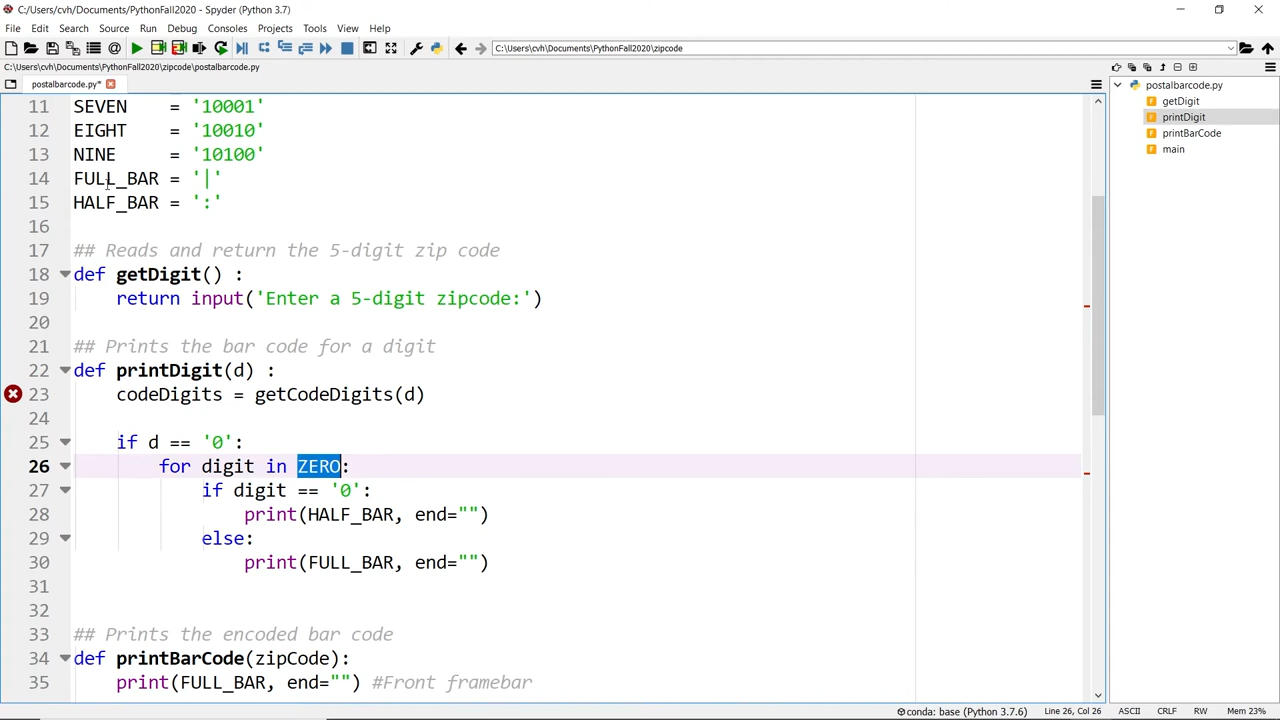 C:/Users/cvh/Documents/PythonFall2020 - Spyder (Python 3.7)
File Edit Search Source Run Debug Consoles Projects Tools View Help
C:\Users\cvh\Documents\PythonFall2020\zipcode
C:\Users\cvh\Documents\PythonFall2020\zipcode\postalbarcode.py
postalbarcode.py*
11 SEVEN = '10001'
12 EIGHT = '10010'
13 NINE = '10100'
14 FULL_BAR = '|'
15 HALF_BAR = ':'
16
17 ## Reads and return the 5-digit zip code
18 def getDigit() :
19 return input('Enter a 5-digit zipcode:')
20
21 ## Prints the bar code for a digit
22 def printDigit(d) :
23 codeDigits = getCodeDigits(d)
24
25 if d == '0':
26 for digit in ZERO:
27 if digit == '0':
28 print(HALF_BAR, end="")
29 else:
30 print(FULL_BAR, end="")
31
32
33 ## Prints the encoded bar code
34 def printBarCode(zipCode):
35 print(FULL_BAR, end="") #Front framebar
postalbarcode.py
getDigit
printDigit
printBarCode
main
conda: base (Python 3.7.6) Line 26, Col 26 ASCII CRLF RW Mem 23%